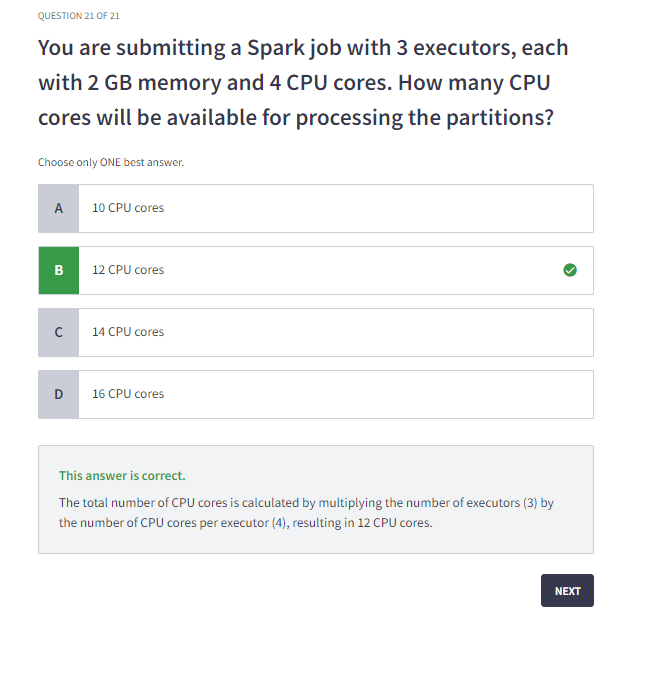 QUESTION 21 OF 21
You are submitting a Spark job with 3 executors, each
with 2 GB memory and 4 CPU cores. How many CPU
cores will be available for processing the partitions?
Choose only ONE best answer.
A 10 CPU cores
B 12 CPU cores
C 14 CPU cores
D 16 CPU cores
This answer is correct.
The total number of CPU cores is calculated by multiplying the number of executors (3) by
the number of CPU cores per executor (4), resulting in 12 CPU cores.
NEXT